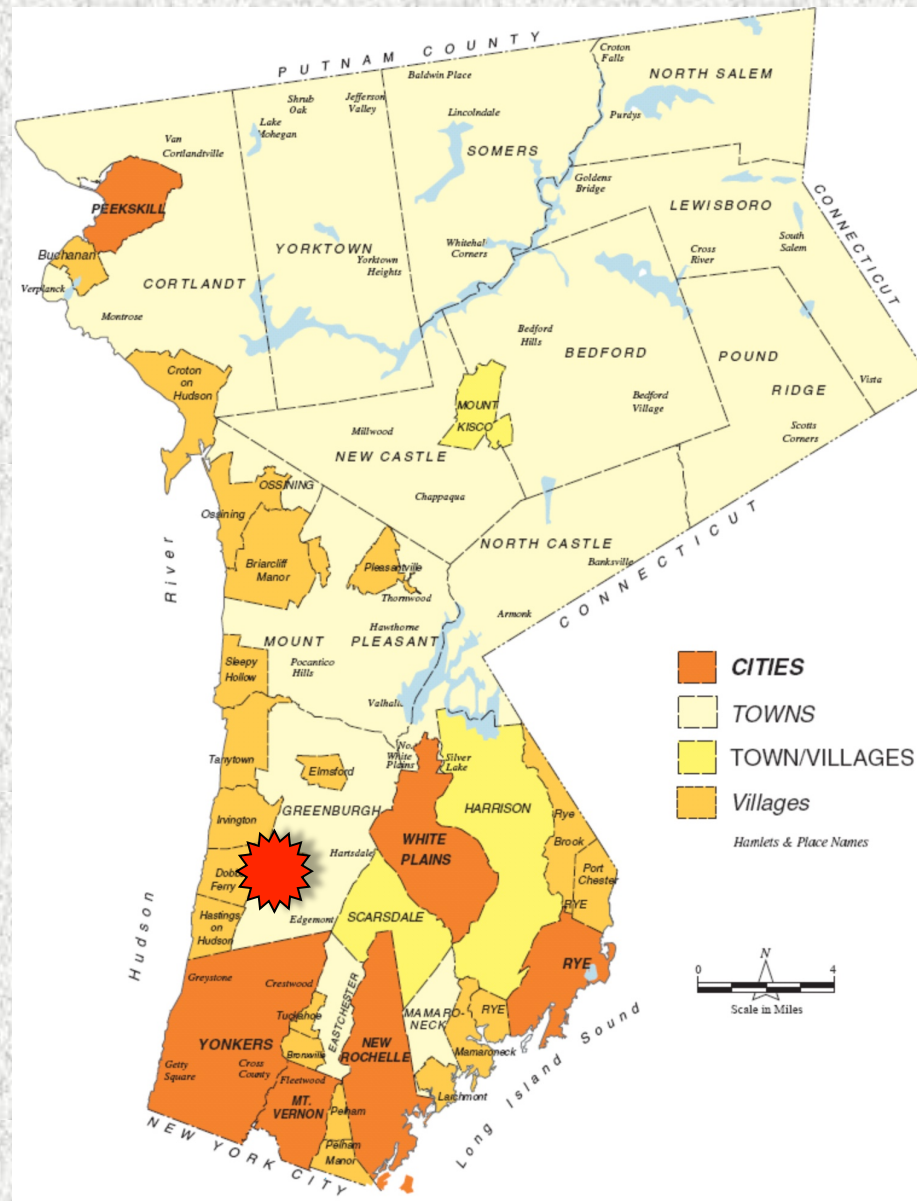 PUTNAM COUNTY
Croton
Falls
Baldwin Place
NORTH SALEM
Shrub
Oak
Jefferson
Valley
Lincolndale
Purdys
Lake
Mohegan
Van
Cortlandtville
SOMERS
Goldens
Bridge
PEEKSKILL
LEWISBORO
CONNECTICUT
South
Salem
Buchanan
YORKTOWN
Yorktown
Heights
Whitehal
Corners
Cross
River
Verplanck
CORTLANDT
Montrose
Bedford
Hills
BEDFORD
POUND
RIDGE
Vista
Croton
on
Hudson
Bedford
Village
MOUNT
KISCO
Scotts
Corners
Millwood
NEW CASTLE
Chappaqua
OSSINING
Ossining
CONNECTICUT
NORTH CASTLE
Banksville
Briarcliff
Manor
Pleasantville
Thornwood
Armonk
Hudson River
Hawthorne
MOUNT PLEASANT
Pocantico
Hills
Sleepy
Hollow
Valhalla
CITIES
TOWNS
TOWN/VILLAGES
Villages
Hamlets & Place Names
Tarrytown
No.
White
Plains
Silver
Lake
Elmsford
GREENBURGH
HARRISON
Irvington
Rye
Brook
WHITE
PLAINS
Hartsdale
Port
Chester
Ferry
RYE
SCARSDALE
Edgemont
Hastings
on
Hudson
RYE
N
0 4
Scale in Miles
Greystone
Crestwood
EASTCHESTER
MAMARO-
NECK
RYE
Tuckahoe
YONKERS
Bronxville
NEW
ROCHELLE
Mamaroneck
Getty
Square
Cross
County
Fleetwood
Larchmont
MT.
VERNON
Pelham
Long Island Sound
Pelham
Manor
NEW YORK CITY